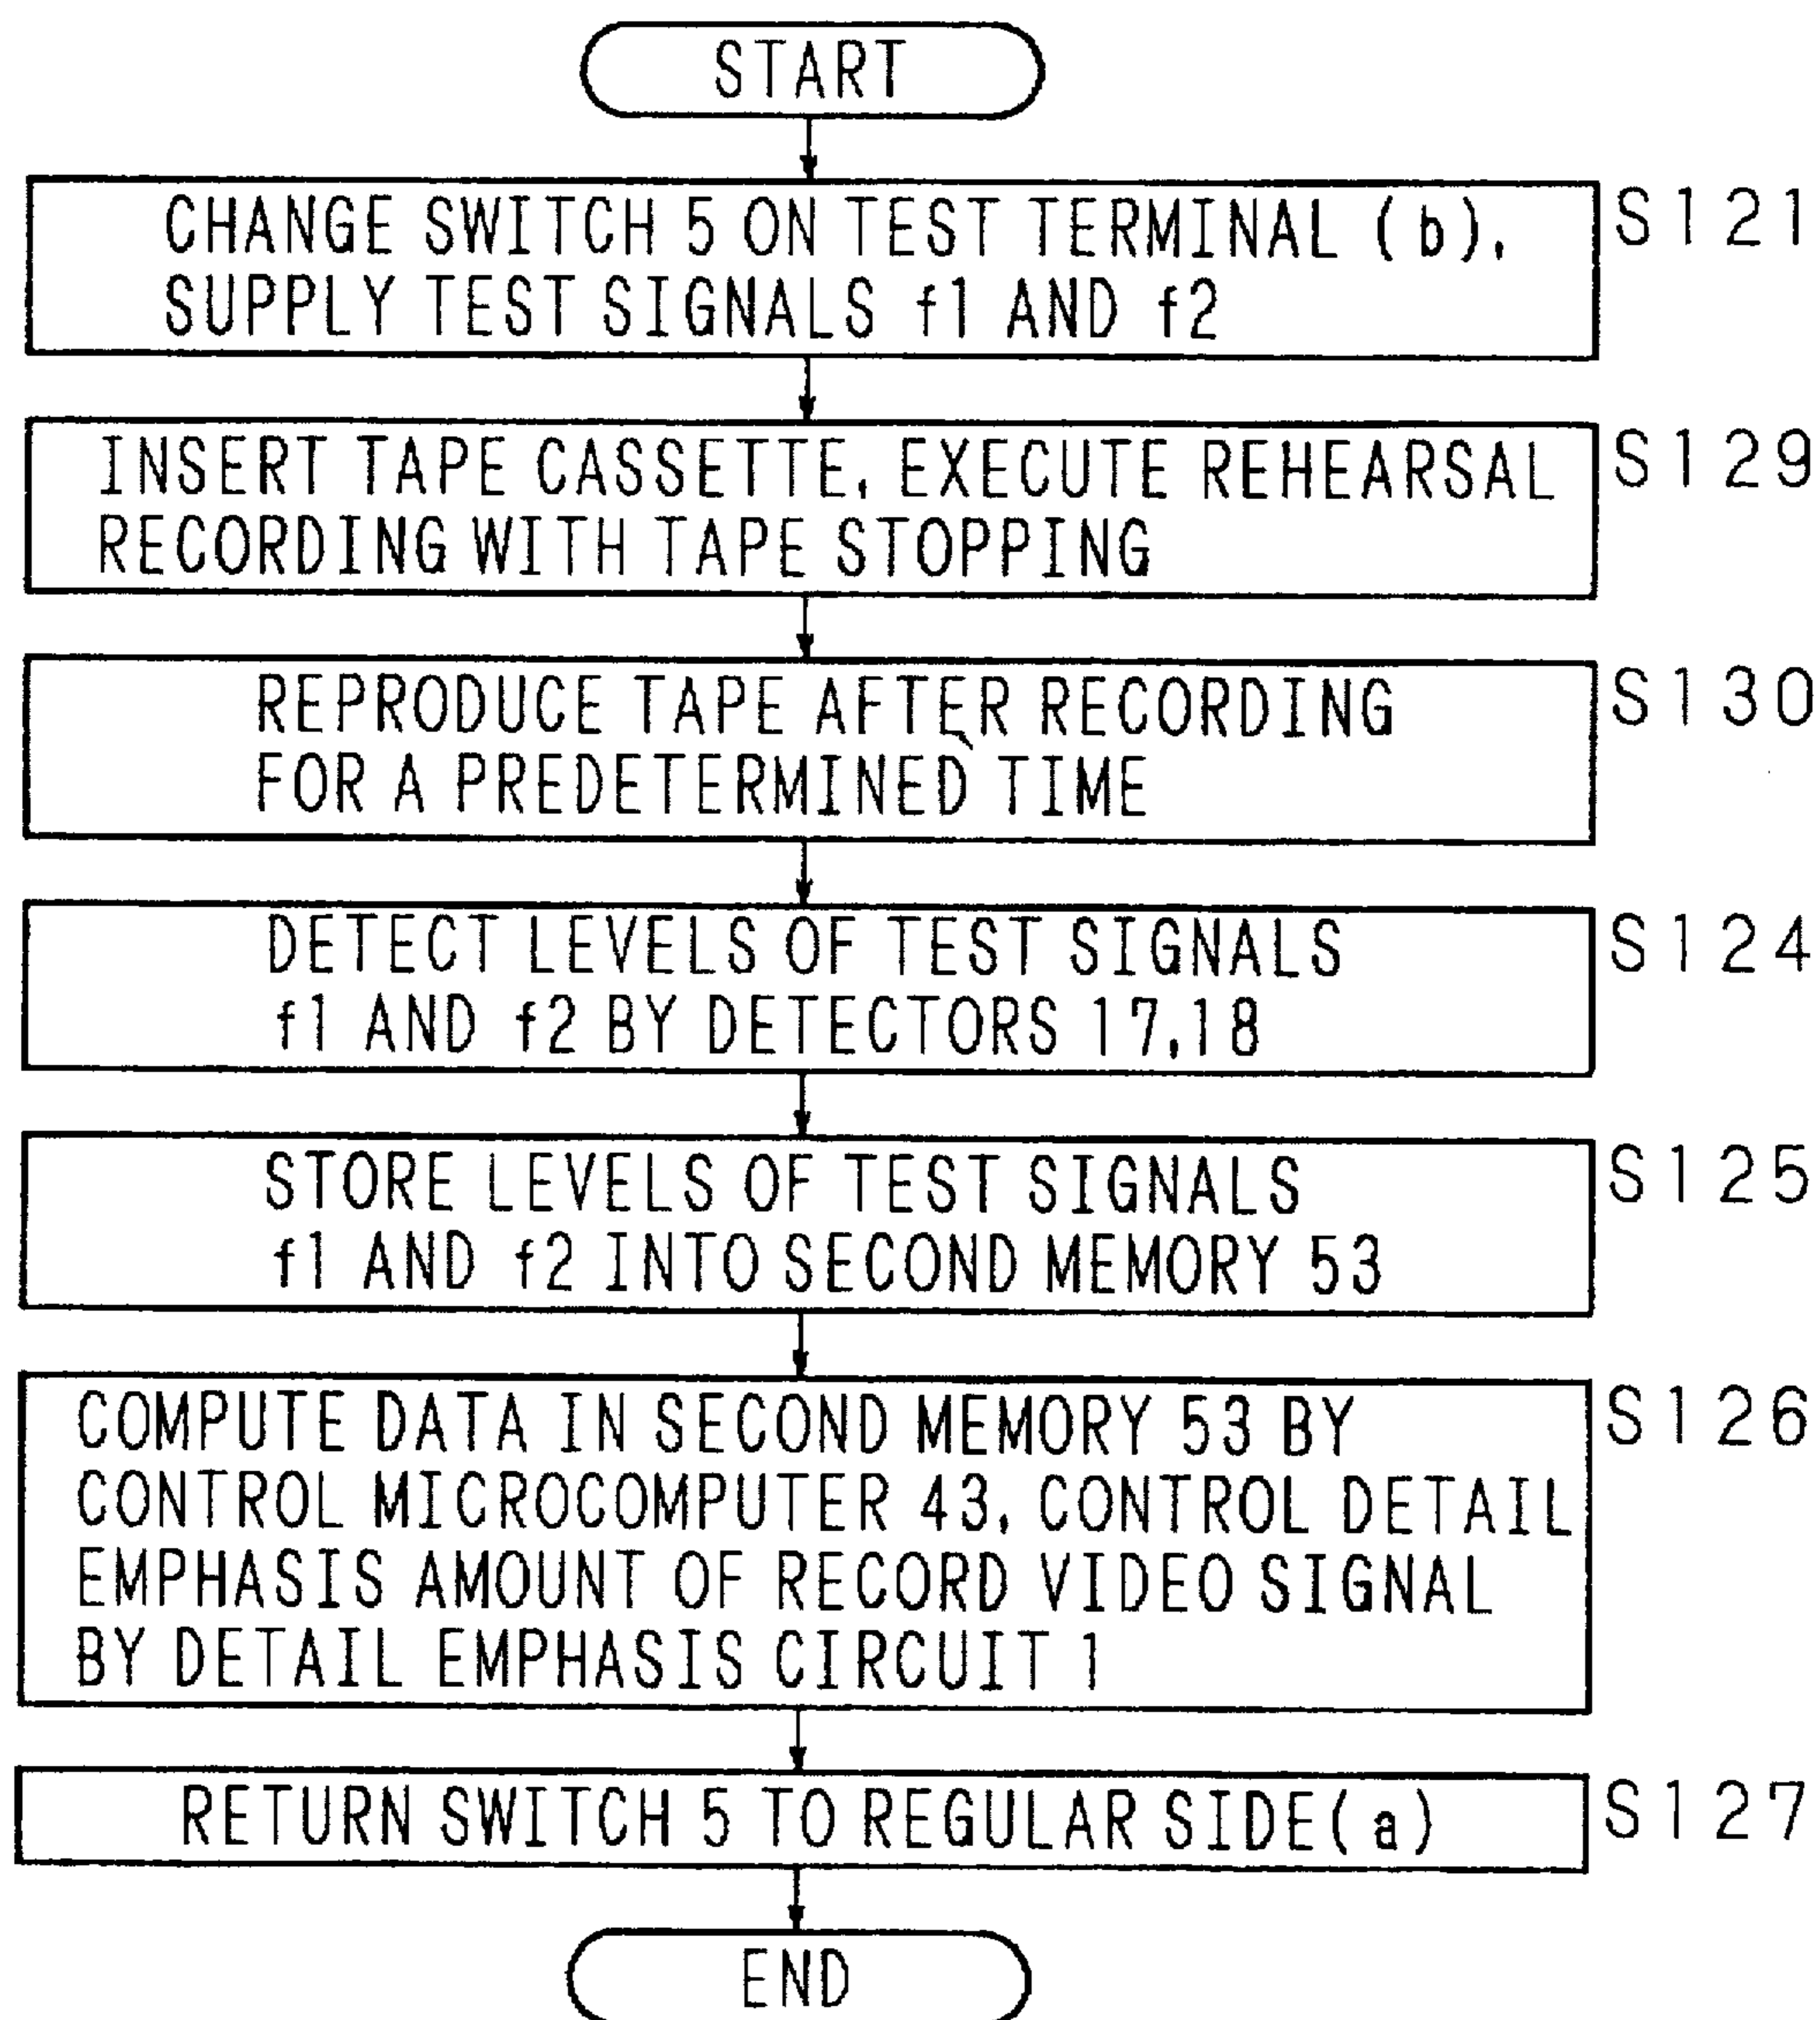 START
CHANGE SWITCH 5 ON TEST TERMINAL (b),
SUPPLY TEST SIGNALS f1 AND f2
S121
INSERT TAPE CASSETTE, EXECUTE REHEARSAL
RECORDING WITH TAPE STOPPING
S129
REPRODUCE TAPE AFTER RECORDING
FOR A PREDETERMINED TIME
S130
DETECT LEVELS OF TEST SIGNALS
f1 AND f2 BY DETECTORS 17,18
S124
STORE LEVELS OF TEST SIGNALS
f1 AND f2 INTO SECOND MEMORY 53
S125
COMPUTE DATA IN SECOND MEMORY 53 BY
CONTROL MICROCOMPUTER 43, CONTROL DETAIL
EMPHASIS AMOUNT OF RECORD VIDEO SIGNAL
BY DETAIL EMPHASIS CIRCUIT 1
S126
RETURN SWITCH 5 TO REGULAR SIDE(a)
S127
END